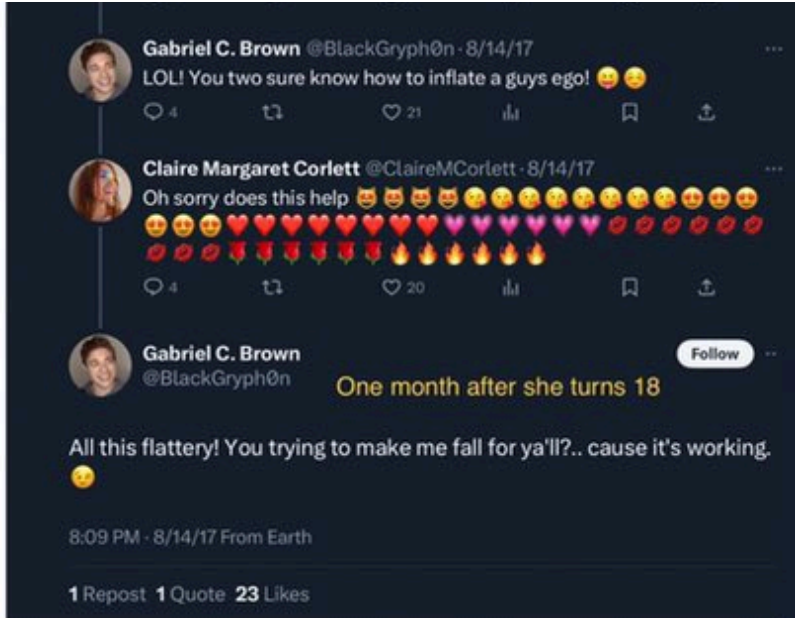 Gabriel C. Brown @BlackGryph0n · 8/14/17
LOL! You two sure know how to inflate a guys ego! 😛☺️
4 21
Claire Margaret Corlett @ClaireMCorlett · 8/14/17
Oh sorry does this help 😻😻😻😻😘😘😘😘😘😘😘😘😍😍😍
😍😍😍❤️❤️❤️❤️❤️❤️❤️❤️💗💗💗💗💗💗💋💋💋💋💋💋
💋💋💋🌹🌹🌹🌹🌹🌹🔥🔥🔥🔥🔥🔥
4 20
Gabriel C. Brown
Follow
@BlackGryph0n
One month after she turns 18
All this flattery! You trying to make me fall for ya'll?.. cause it's working.
😉
8:09 PM · 8/14/17 From Earth
1 Repost 1 Quote 23 Likes